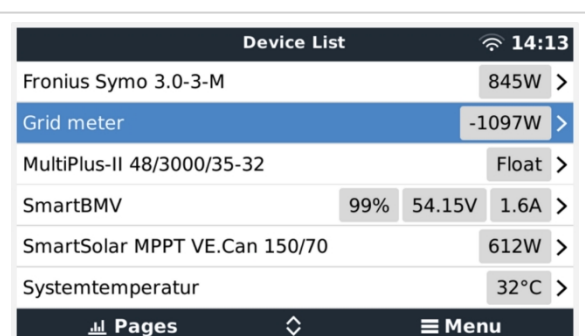 Device List 14:13
Fronius Symo 3.0-3-M 845W
Grid meter -1097W
MultiPlus-II 48/3000/35-32 Float
SmartBMV 99% 54.15V 1.6A
SmartSolar MPPT VE.Can 150/70 612W
Systemtemperatur 32°C
Pages Menu